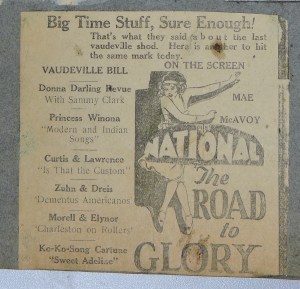 Big Time Stuff, Sure Enough!
That's what they said about the last
vaudeville shod. Here is another to hit
the same mark today.
ON THE SCREEN
VAUDEVILLE BILL
Donna Darling Revue
With Sammy Clark
Princess Winona
"Modern and Indian
Songs"
Curtis & Lawrence
"Is That the Custom"
Zuhn & Dreis
"Dementus Americanos
Morell & Elynor
"Charleston on Rollers"
Ko-Ko-Song Cartune
"Sweet Adeline"
MAE
McAVOY
NATIONAL
The
ROAD
to
GLORY